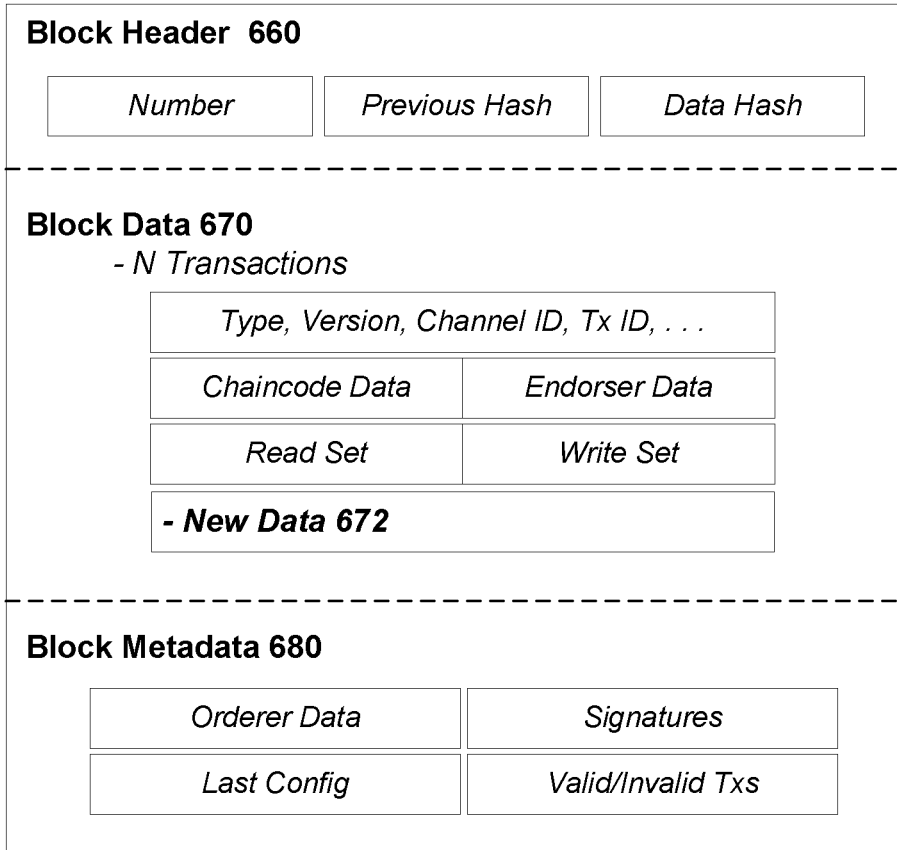 Block Header 660
Number Previous Hash Data Hash
Block Data 670
- N Transactions
Type, Version, Channel ID, Tx ID, . . .
Chaincode Data Endorser Data
Read Set Write Set
- New Data 672
Block Metadata 680
Orderer Data Signatures
Last Config Valid/Invalid Txs